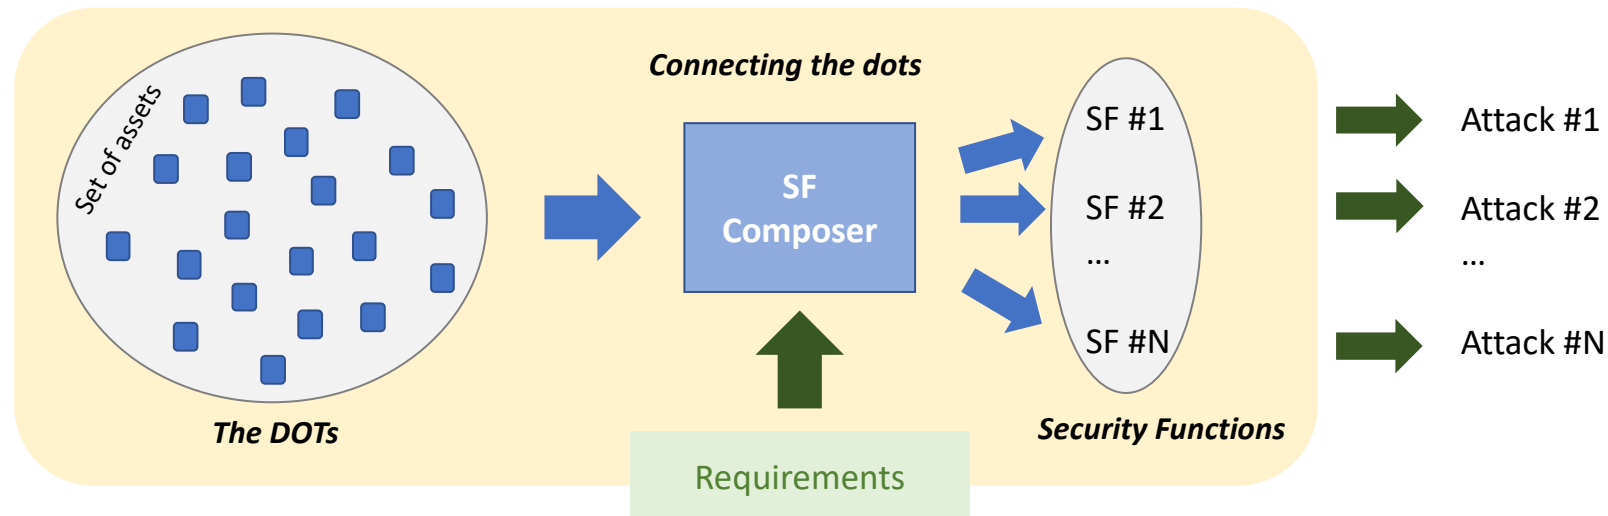 Set of assets
The DOTs
Connecting the dots
SF
Composer
Requirements
SF #1
SF #2
...
SF #N
Security Functions
Attack #1
Attack #2
...
Attack #N